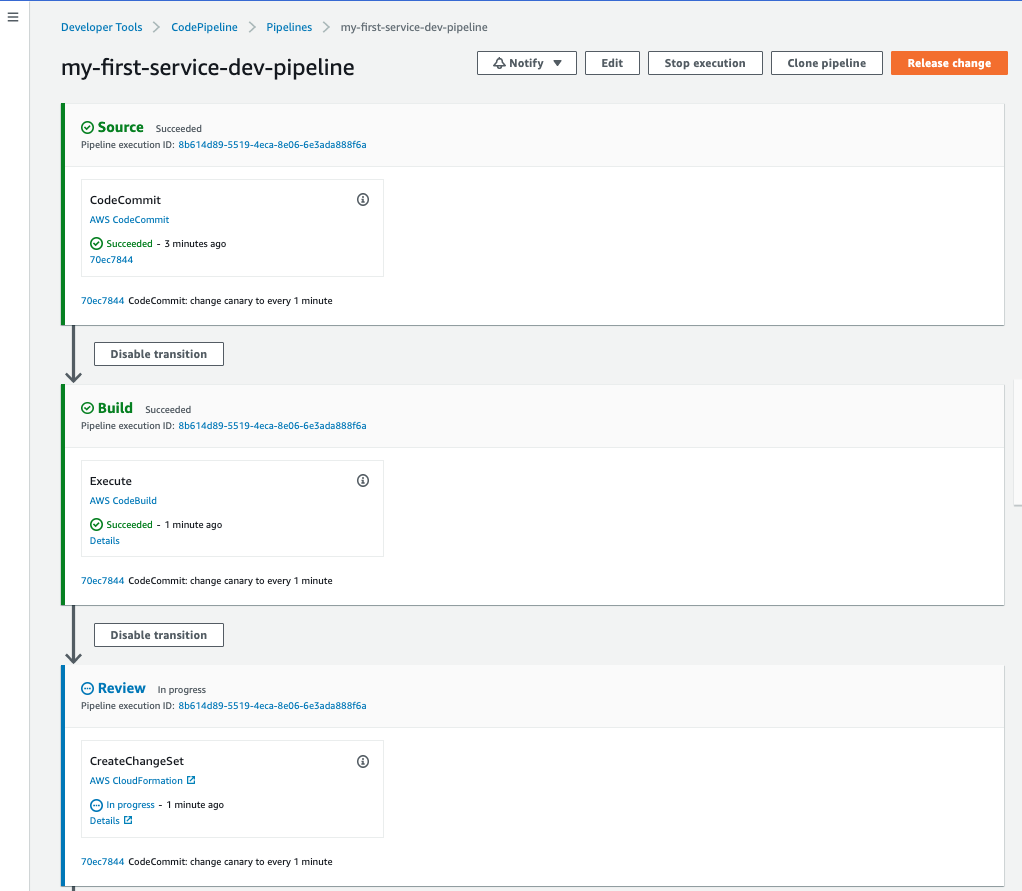 Developer Tools > CodePipeline > Pipelines > my-first-service-dev-pipeline
my-first-service-dev-pipeline
Notify ▼
Edit
Stop execution
Clone pipeline
Release change
Source Succeeded
Pipeline execution ID: 8b614d89-5519-4eca-8e06-6e3ada888f6a
CodeCommit
AWS CodeCommit
Succeeded - 3 minutes ago
70ec7844
70ec7844 CodeCommit: change canary to every 1 minute
Disable transition
Build Succeeded
Pipeline execution ID: 8b614d89-5519-4eca-8e06-6e3ada888f6a
Execute
AWS CodeBuild
Succeeded - 1 minute ago
Details
70ec7844 CodeCommit: change canary to every 1 minute
Disable transition
Review In progress
Pipeline execution ID: 8b614d89-5519-4eca-8e06-6e3ada888f6a
CreateChangeSet
AWS CloudFormation
In progress - 1 minute ago
Details
70ec7844 CodeCommit: change canary to every 1 minute